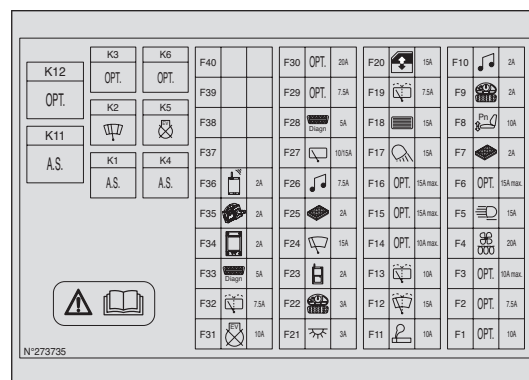 K12
OPT.
K11
A.S.
K3
OPT.
K6
OPT.
K2
K5
EV
K1
A.S.
K4
A.S.
F40
F39
F38
F37
F36 2A
F35 2A
F34 2A
F33 Diagn 5A
F32 7.5A
F31 EV 10A
F30 OPT. 20A
F29 OPT. 7.5A
F28 Diagn 5A
F27 10/15A
F26 7.5A
F25 2A
F24 15A
F23 2A
F22 3A
F21 3A
F20 15A
F19 7.5A
F18 15A
F17 15A
F16 OPT. 15A max.
F15 OPT. 15A max.
F14 OPT. 10A max.
F13 10A
F12 15A
F11 10A
F10 2A
F9 2A
F8 Pn 10A
F7 2A
F6 OPT. 15A max.
F5 15A
F4 20A
F3 OPT. 10A max.
F2 OPT. 7.5A
F1 OPT. 10A
N°273735